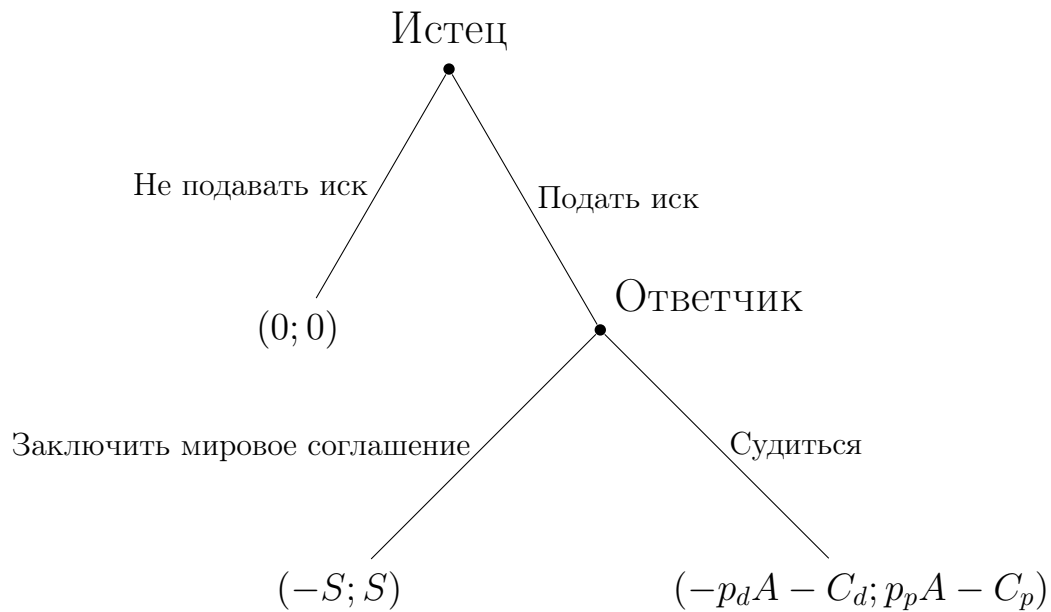 Истец
Не подавать иск
Подать иск
Ответчик
(0; 0)
Заключить мировое соглашение
Судиться
(−S; S)
(−p_dA − C_d; p_pA − C_p)